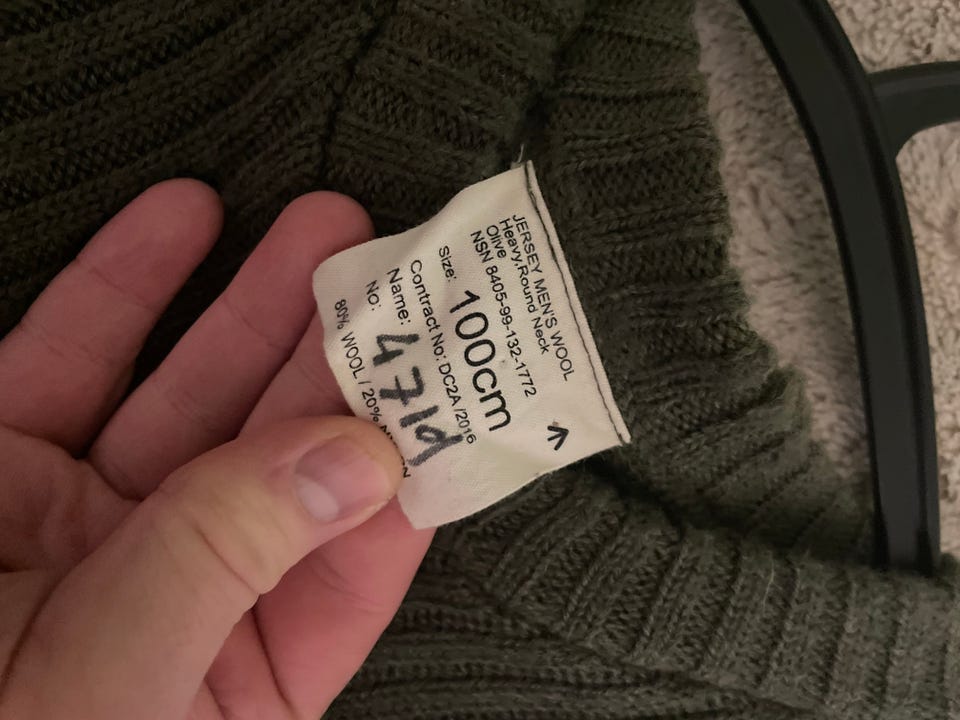 JERSEY MEN'S WOOL
Heavy,Round Neck
Olive
NSN 8405-99-132-1772
Size: 100cm
Contract No: DC2A /2016
Name:
No:
80% WOOL / 20%